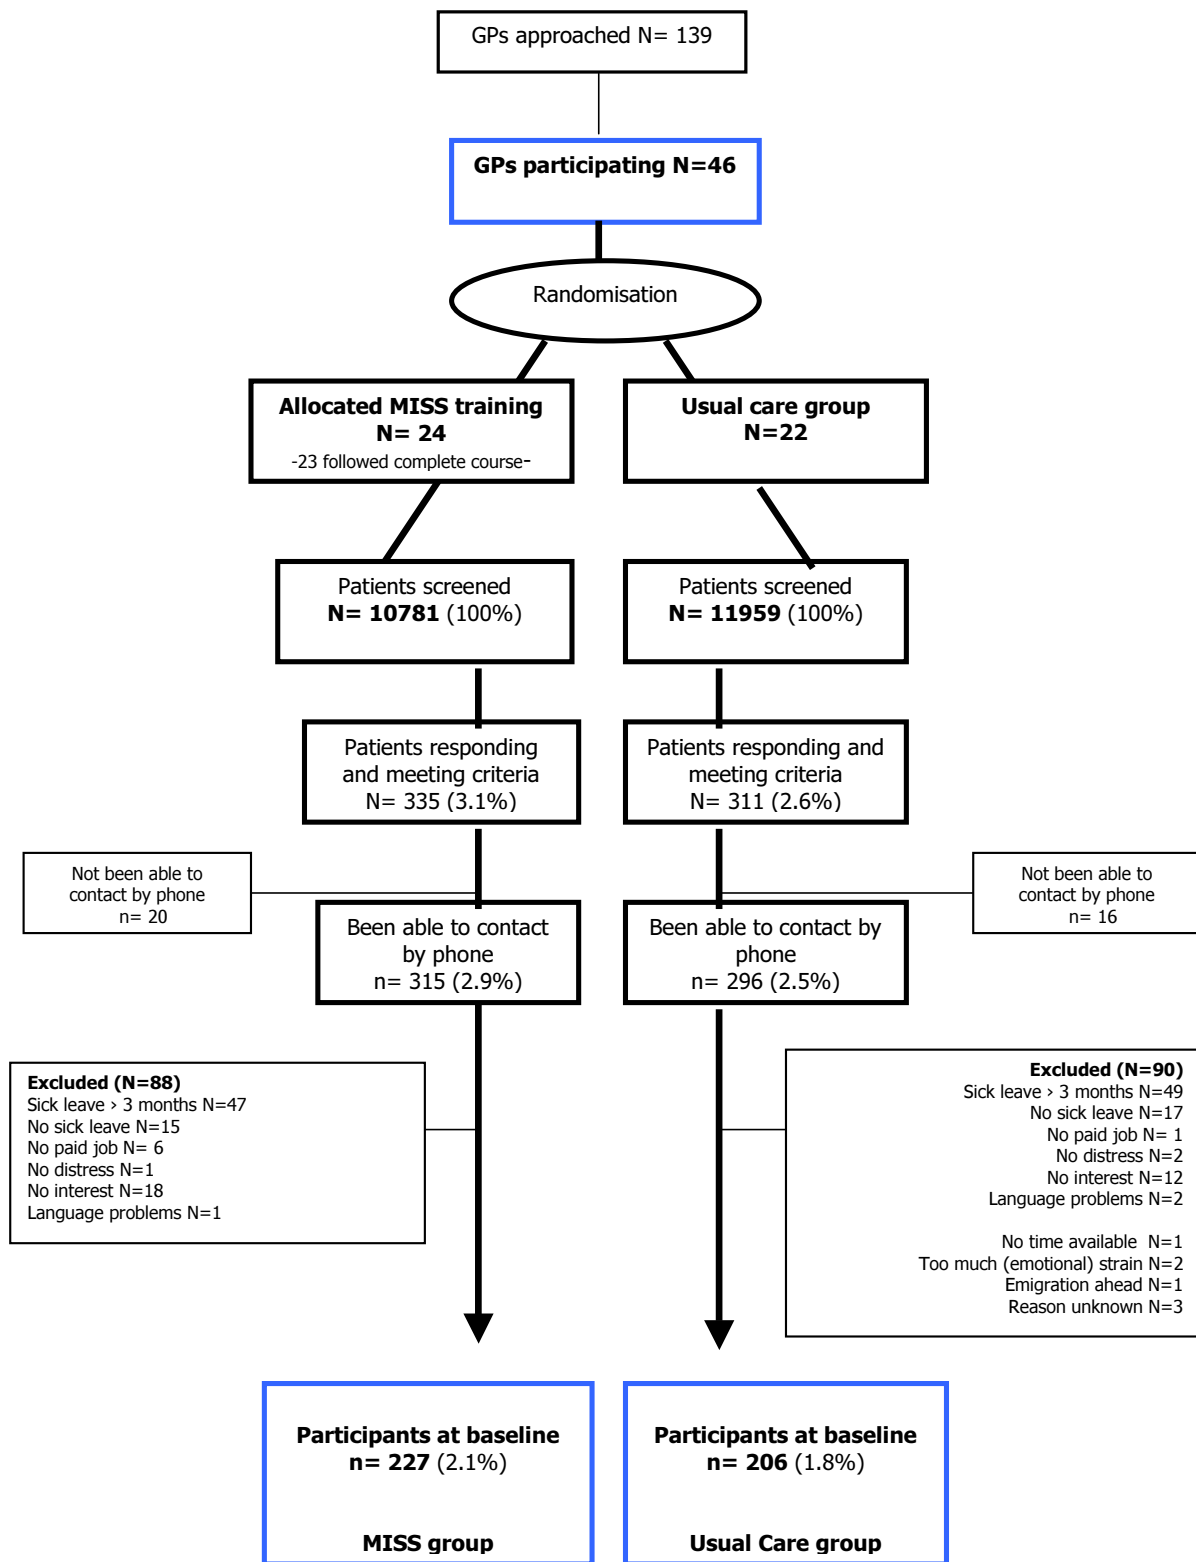 GPs approached N= 139
GPs participating N=46
Randomisation
Allocated MISS training
N= 24
-23 followed complete course-
Usual care group
N=22
Patients screened
N= 10781 (100%)
Patients screened
N= 11959 (100%)
Patients responding
and meeting criteria
N= 335 (3.1%)
Patients responding and
meeting criteria
N= 311 (2.6%)
Not been able to
contact by phone
n= 20
Not been able to
contact by phone
n= 16
Been able to contact
by phone
n= 315 (2.9%)
Been able to contact by
phone
n= 296 (2.5%)
Excluded (N=88)
Sick leave > 3 months N=47
No sick leave N=15
No paid job N= 6
No distress N=1
No interest N=18
Language problems N=1
Excluded (N=90)
Sick leave > 3 months N=49
No sick leave N=17
No paid job N= 1
No distress N=2
No interest N=12
Language problems N=2
No time available N=1
Too much (emotional) strain N=2
Emigration ahead N=1
Reason unknown N=3
Participants at baseline
n= 227 (2.1%)
MISS group
Participants at baseline
n= 206 (1.8%)
Usual Care group